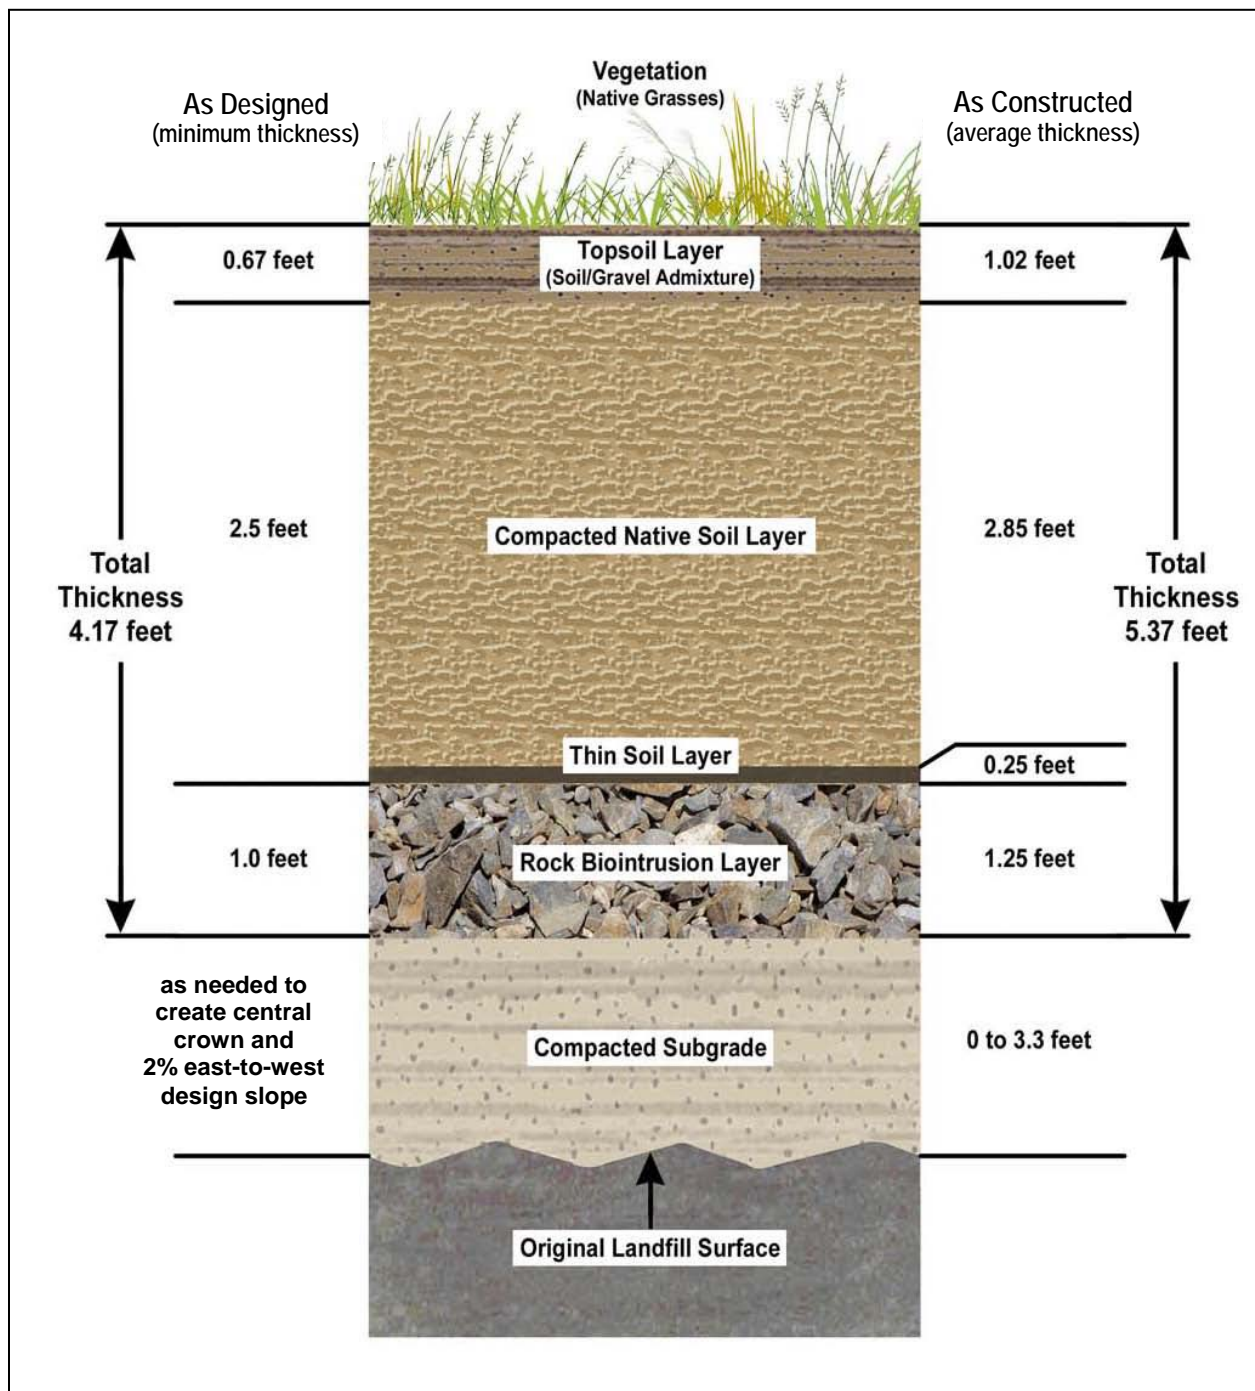 Vegetation
(Native Grasses)
As Designed
(minimum thickness)
As Constructed
(average thickness)
0.67 feet
Topsoil Layer
(Soil/Gravel Admixture)
1.02 feet
2.5 feet
Compacted Native Soil Layer
2.85 feet
Total
Thickness
4.17 feet
Total
Thickness
5.37 feet
Thin Soil Layer
0.25 feet
1.0 feet
Rock Biointrusion Layer
1.25 feet
as needed to
create central
crown and
2% east-to-west
design slope
Compacted Subgrade
0 to 3.3 feet
Original Landfill Surface